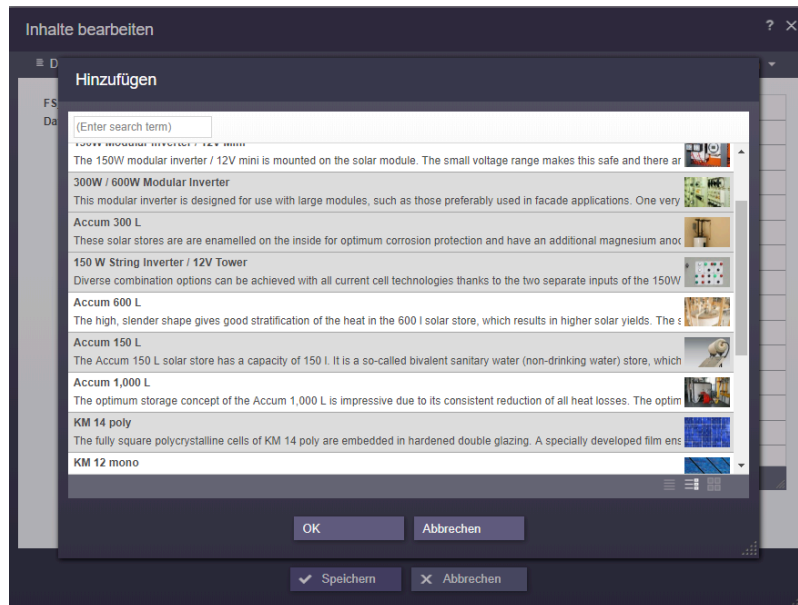 Inhalte bearbeiten
?
D
Hinzufügen
FS
Da
(Enter search term)
150W Modular Inverter / 12V Mini
The 150W modular inverter / 12V mini is mounted on the solar module. The small voltage range makes this safe and there ar
300W / 600W Modular Inverter
This modular inverter is designed for use with large modules, such as those preferably used in facade applications. One very
Accum 300 L
These solar stores are are enamelled on the inside for optimum corrosion protection and have an additional magnesium anoc
150 W String Inverter / 12V Tower
Diverse combination options can be achieved with all current cell technologies thanks to the two separate inputs of the 150W
Accum 600 L
The high, slender shape gives good stratification of the heat in the 600 l solar store, which results in higher solar yields. The s
Accum 150 L
The Accum 150 L solar store has a capacity of 150 l. It is a so-called bivalent sanitary water (non-drinking water) store, which
Accum 1,000 L
The optimum storage concept of the Accum 1,000 L is impressive due to its consistent reduction of all heat losses. The optim
KM 14 poly
The fully square polycrystalline cells of KM 14 poly are embedded in hardened double glazing. A specially developed film ens
KM 12 mono
OK Abbrechen
Speichern Abbrechen